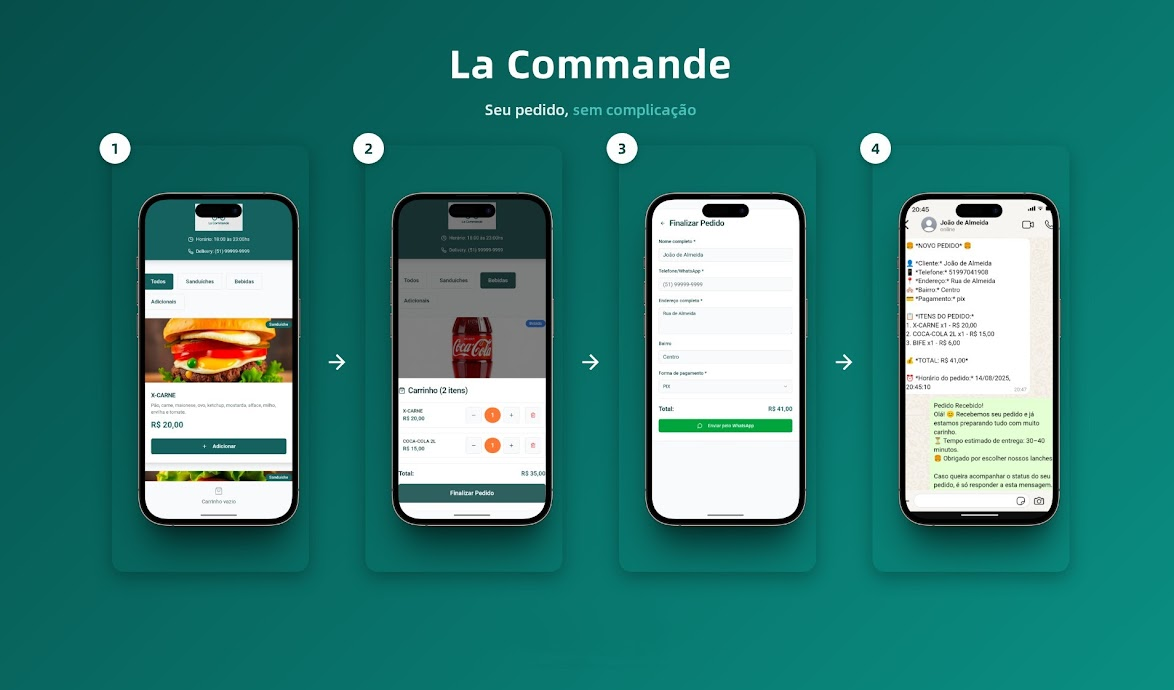 La Commande
Seu pedido, sem complicação
1
La Commande
Horário: 18:00 às 23:00hs
Delivery: (51) 99999-9999
Todos
Sanduíches
Bebidas
Adicionais
Sanduíche
X-CARNE
Pão, carne, maionese, ovo, ketchup, mostarda, alface, milho,
ervilha e tomate.
R$ 20,00
+ Adicionar
Sanduíche
Carrinho vazio
2
La Commande
Horário: 18:00 às 23:00hs
Delivery: (51) 99999-9999
Todos
Sanduíches
Bebidas
Adicionais
Coca-Cola
Carrinho (2 itens)
X-CARNE
R$ 20,00
− 1 +
COCA-COLA 2L
R$ 15,00
− 1 +
Total: R$ 35,00
Finalizar Pedido
3
← Finalizar Pedido
Nome completo *
João de Almeida
Telefone/WhatsApp *
(51) 99999-9999
Endereço completo *
Rua de Almeida
Bairro
Centro
Forma de pagamento *
PIX
Total: R$ 41,00
Enviar pelo WhatsApp
4
20:45
João de Almeida
online
🍔 *NOVO PEDIDO* 🍔
👤 *Cliente:* João de Almeida
📱 *Telefone:* 51997041908
📍 *Endereço:* Rua de Almeida
🏘️ *Bairro:* Centro
💳 *Pagamento:* pix
📋 *ITENS DO PEDIDO:*
1. X-CARNE x1 - R$ 20,00
2. COCA-COLA 2L x1 - R$ 15,00
3. BIFE x1 - R$ 6,00
💰 *TOTAL: R$ 41,00*
⏰ *Horário do pedido:* 14/08/2025,
20:45:10
20:47
Pedido Recebido!
Olá! 😊 Recebemos seu pedido e já
estamos preparando tudo com muito
carinho.
⏳ Tempo estimado de entrega: 30–40
minutos.
🍔 Obrigado por escolher nossos lanches
Caso queira acompanhar o status do seu
pedido, é só responder a esta mensagem.